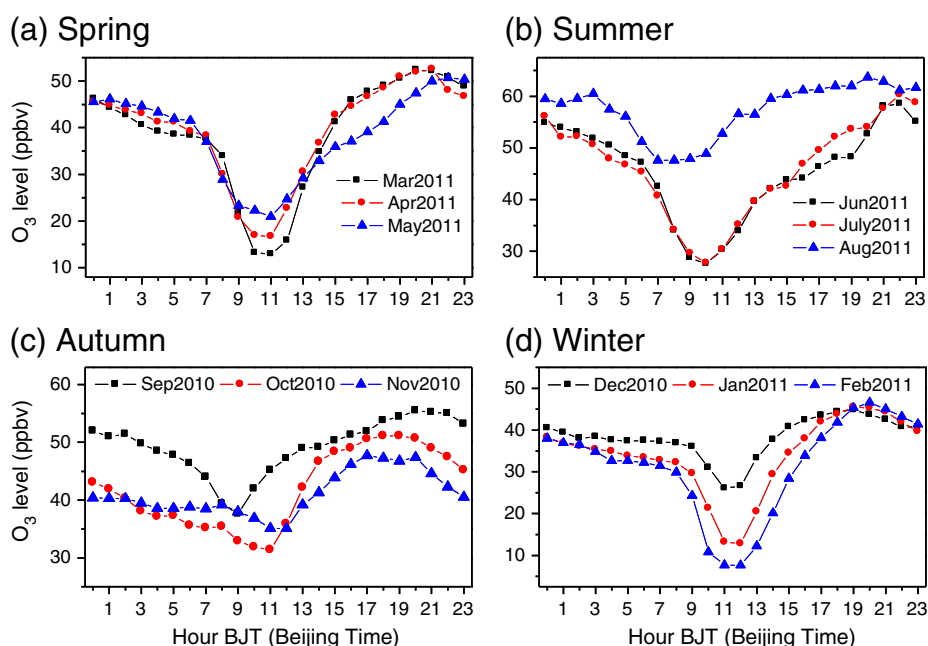 (a) Spring
(b) Summer
O3 level (ppbv)
50
40
30
20
10
Mar2011
Apr2011
May2011
1 3 5 7 9 11 13 15 17 19 21 23
60
50
40
30
Jun2011
July2011
Aug2011
1 3 5 7 9 11 13 15 17 19 21 23
(c) Autumn
(d) Winter
O3 level (ppbv)
60
50
40
30
Sep2010 Oct2010 Nov2010
1 3 5 7 9 11 13 15 17 19 21 23
Hour BJT (Beijing Time)
50
40
30
20
10
Dec2010 Jan2011 Feb2011
1 3 5 7 9 11 13 15 17 19 21 23
Hour BJT (Beijing Time)